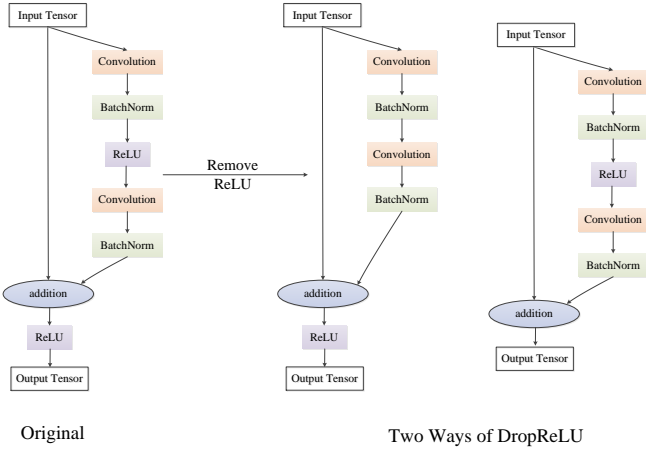 Input Tensor
Convolution
BatchNorm
ReLU
Convolution
BatchNorm
addition
ReLU
Output Tensor
Original
Remove
ReLU
Input Tensor
Convolution
BatchNorm
Convolution
BatchNorm
addition
ReLU
Output Tensor
Input Tensor
Convolution
BatchNorm
ReLU
Convolution
BatchNorm
addition
Output Tensor
Two Ways of DropReLU